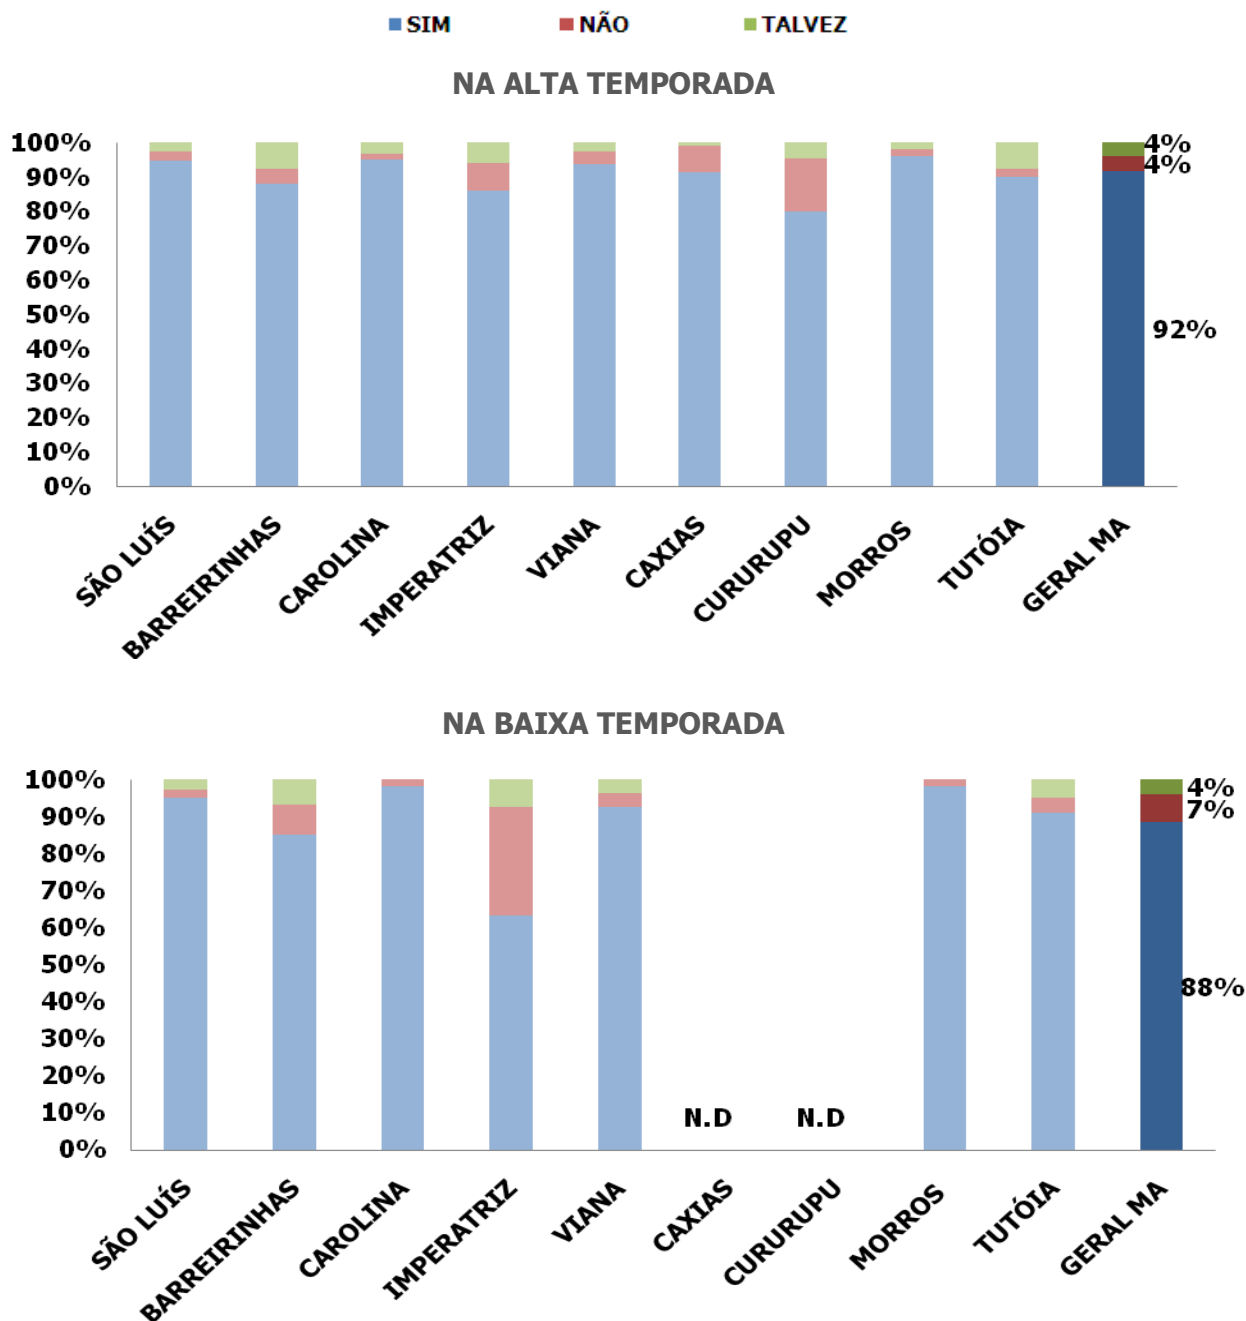 SIM NÃO TALVEZ
NA ALTA TEMPORADA
100%
90%
80%
70%
60%
50%
40%
30%
20%
10%
0%
4%
4%
92%
SÃO LUÍS
BARREIRINHAS
CAROLINA
IMPERATRIZ
VIANA
CAXIAS
CURURUPU
MORROS
TUTÓIA
GERAL MA
NA BAIXA TEMPORADA
100%
90%
80%
70%
60%
50%
40%
30%
20%
10%
0%
4%
7%
88%
N.D N.D
SÃO LUÍS
BARREIRINHAS
CAROLINA
IMPERATRIZ
VIANA
CAXIAS
CURURUPU
MORROS
TUTÓIA
GERAL MA